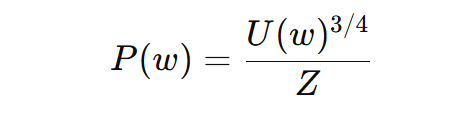 P(w) = U(w)^{3/4} / Z